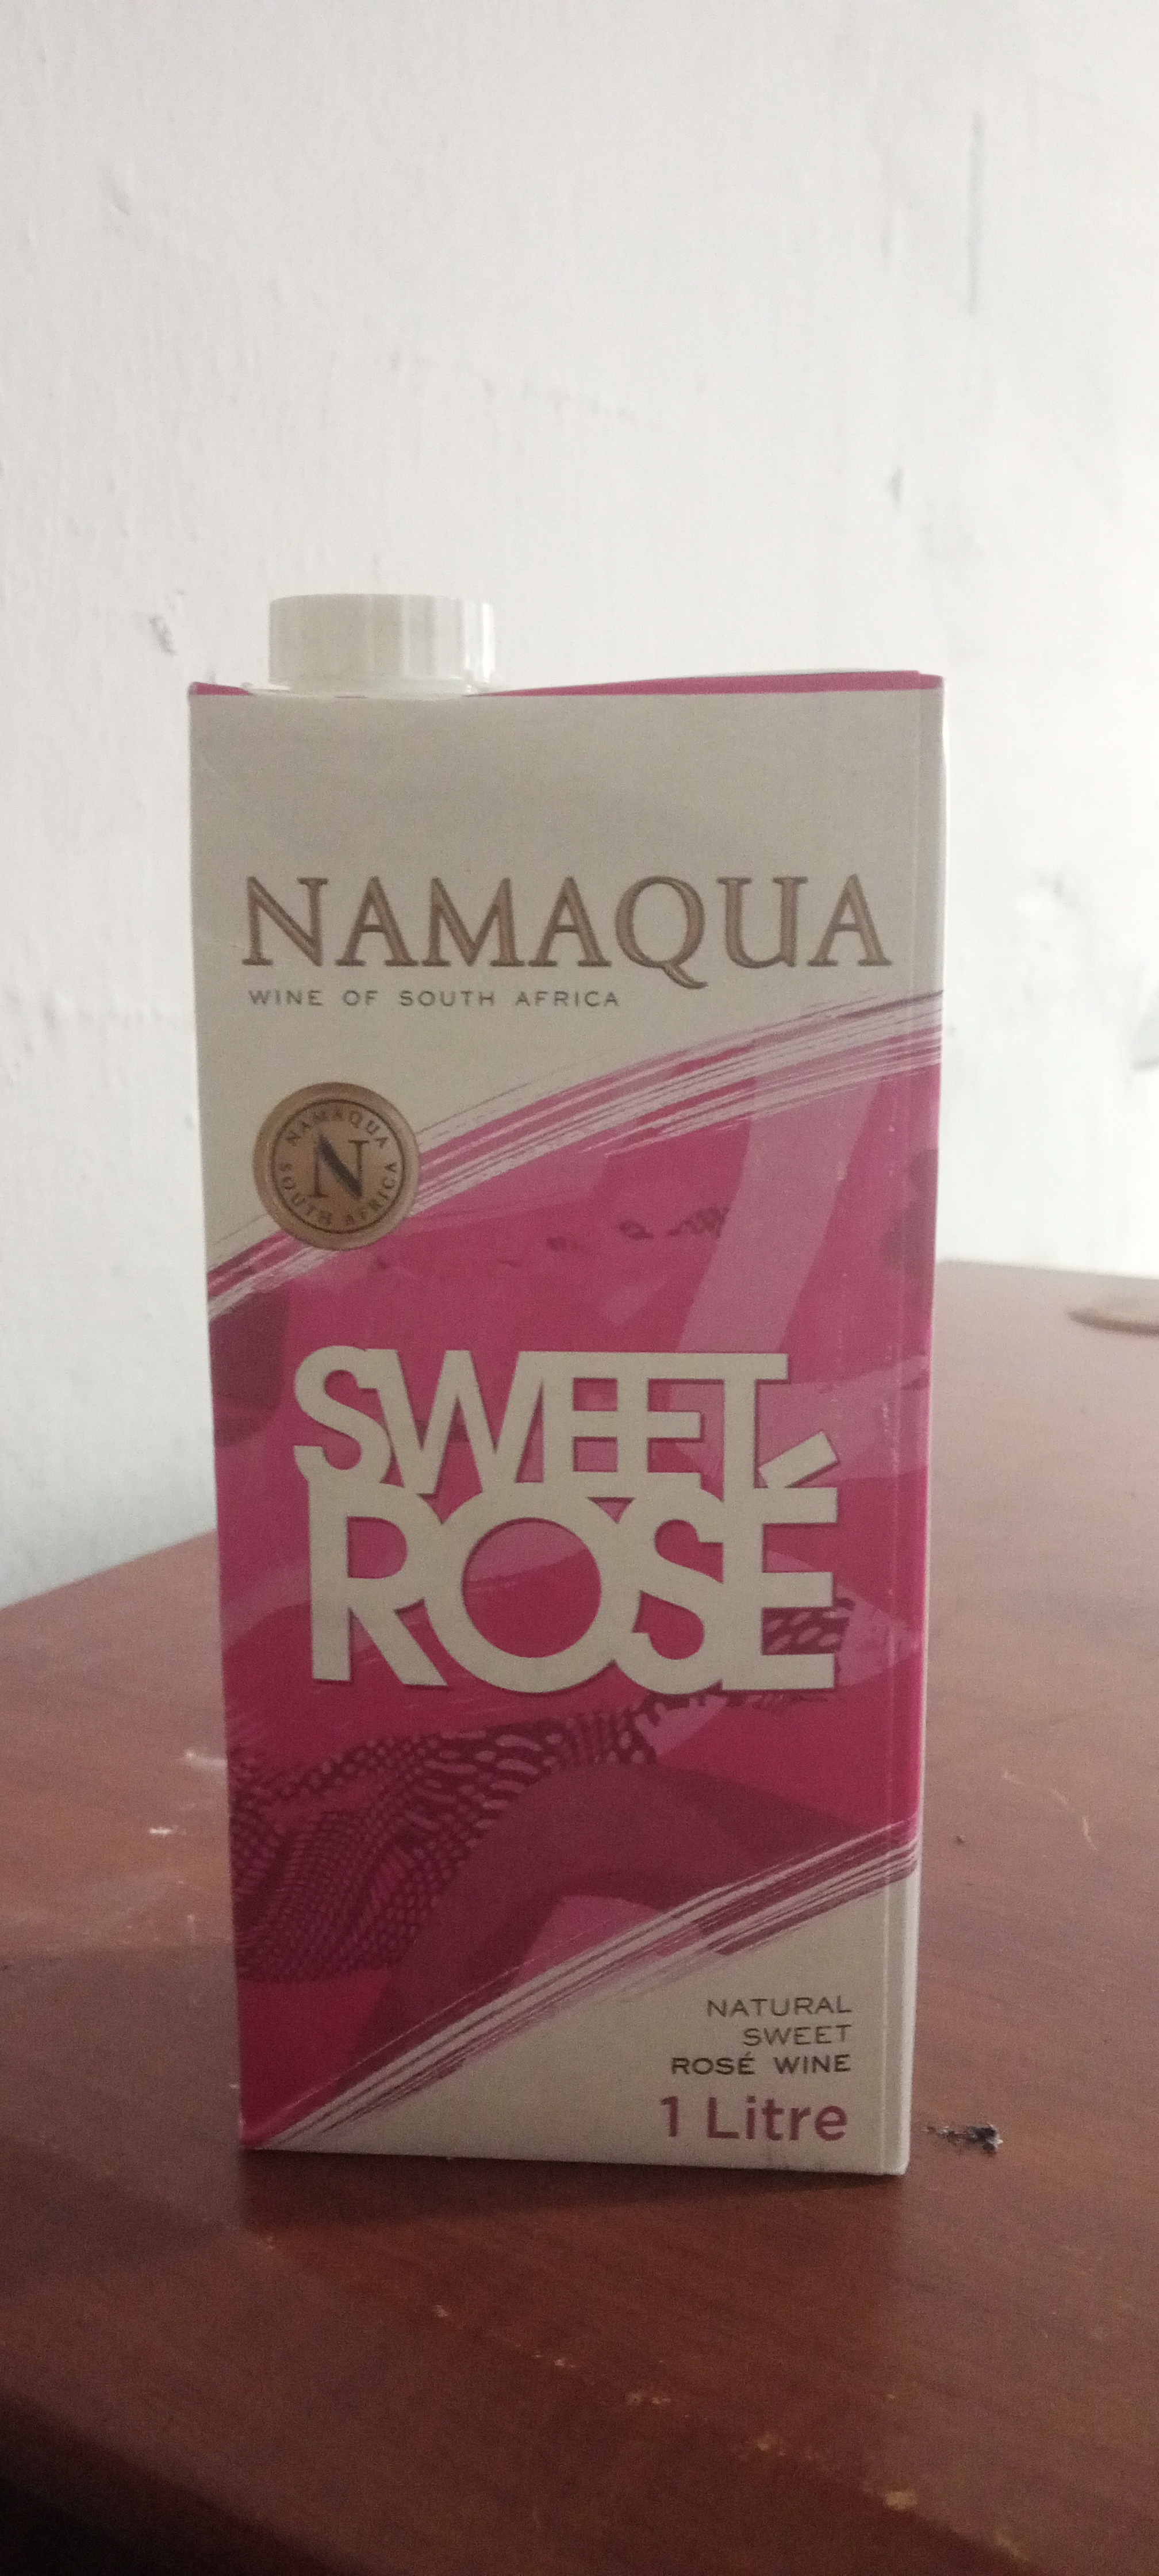 NAMAQUA
WINE OF SOUTH AFRICA
NAMAQUA
N
SOUTH AFRICA
SWEET
ROSÉ
NATURAL
SWEET
ROSÉ WINE
1 Litre